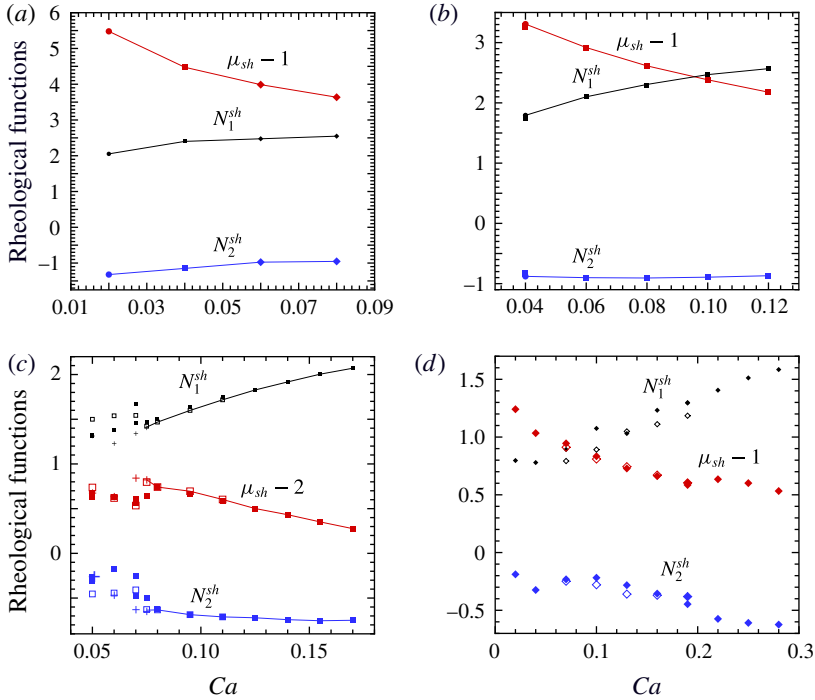 (a)
6
5
4
3
2
1
0
−1
Rheological functions
μsh − 1
N1sh
N2sh
0.01 0.03 0.05 0.07 0.09
(b)
3
2
1
0
−1
μsh − 1
N1sh
N2sh
0.04 0.06 0.08 0.10 0.12
(c)
2
1
0
0
Rheological functions
N1sh
μsh − 2
N2sh
0.05 0.10 0.15
Ca
(d)
1.5
1.0
0.5
0
−0.5
N1sh
μsh − 1
N2sh
0 0.1 0.2 0.3
Ca